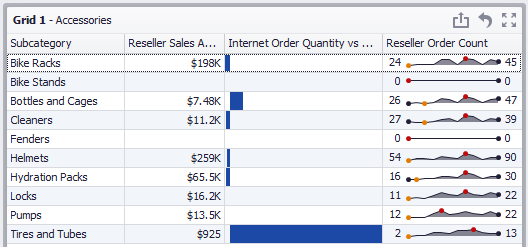 Grid 1 - Accessories
Subcategory Reseller Sales A... Internet Order Quantity vs ... Reseller Order Count
Bike Racks $198K 24 45
Bike Stands 0 0
Bottles and Cages $7.48K 26 47
Cleaners $11.2K 27 39
Fenders 0 0
Helmets $259K 54 90
Hydration Packs $65.5K 16 30
Locks $16.2K 11 22
Pumps $13.5K 12 22
Tires and Tubes $925 2 13